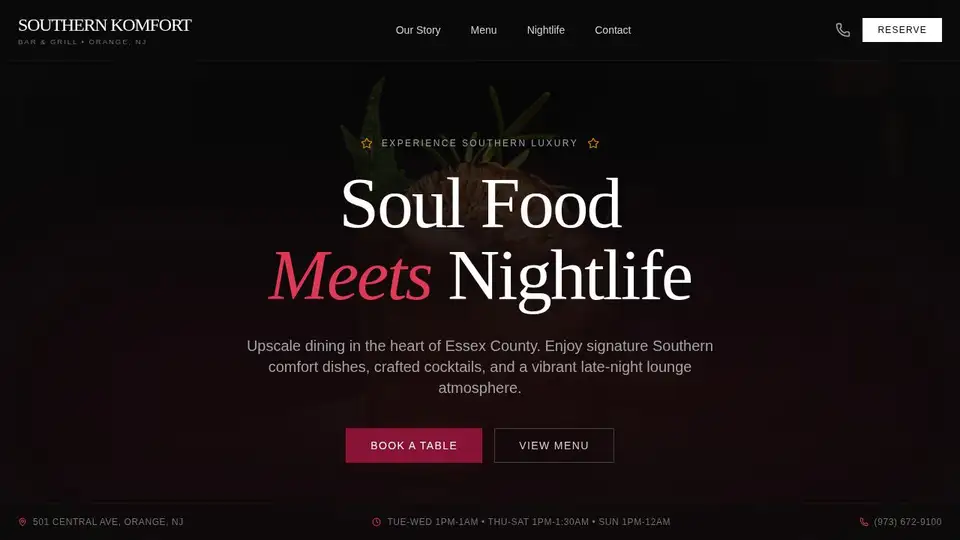 SOUTHERN KOMFORT
BAR & GRILL • ORANGE, NJ
Our Story
Menu
Nightlife
Contact
RESERVE
EXPERIENCE SOUTHERN LUXURY
Soul Food
Meets Nightlife
Upscale dining in the heart of Essex County. Enjoy signature Southern
comfort dishes, crafted cocktails, and a vibrant late-night lounge
atmosphere.
BOOK A TABLE
VIEW MENU
501 CENTRAL AVE, ORANGE, NJ
TUE-WED 1PM-1AM • THU-SAT 1PM-1:30AM • SUN 1PM-12AM
(973) 672-9100